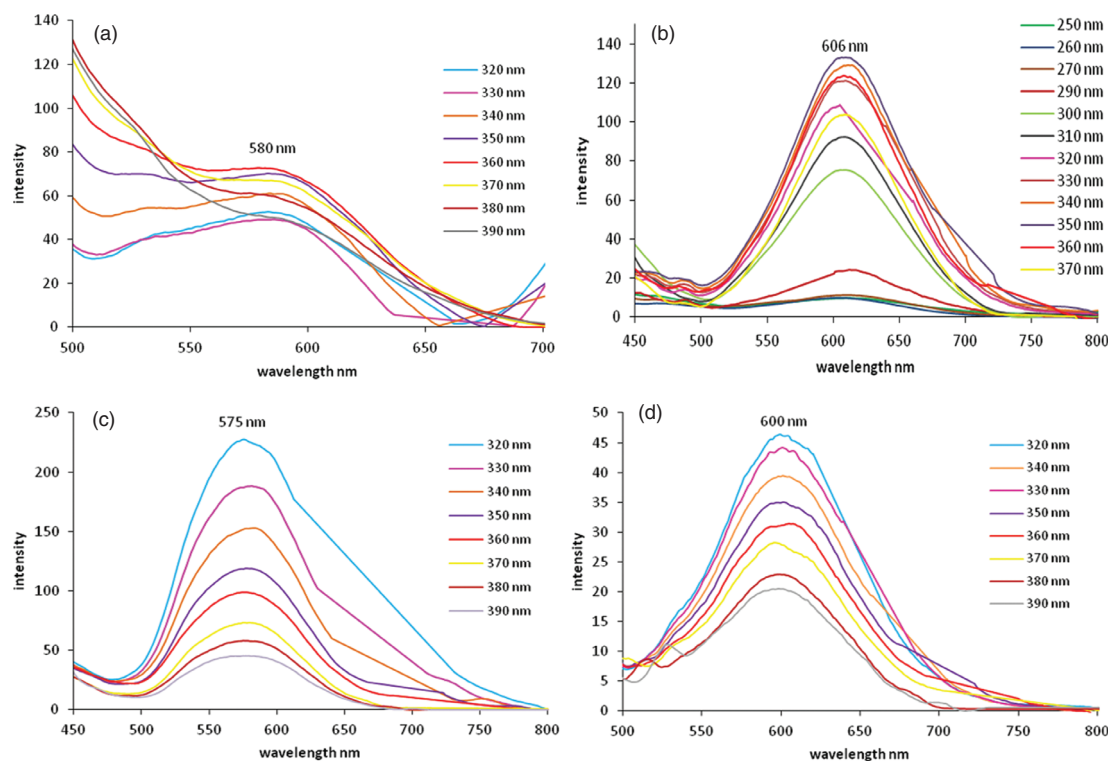 (a)
140
120
100
80
60
40
20
0
intensity
580 nm
320 nm
330 nm
340 nm
350 nm
360 nm
370 nm
380 nm
390 nm
500 550 600 650 700
wavelength nm
(b)
140
120
100
80
60
40
20
0
intensity
606 nm
250 nm
260 nm
270 nm
290 nm
300 nm
310 nm
320 nm
330 nm
340 nm
350 nm
360 nm
370 nm
450 500 550 600 650 700 750 800
wavelength nm
(c)
250
200
150
100
50
0
intensity
575 nm
320 nm
330 nm
340 nm
350 nm
360 nm
370 nm
380 nm
390 nm
450 500 550 600 650 700 750 800
wavelength nm
(d)
50
45
40
35
30
25
20
15
10
5
0
intensity
600 nm
320 nm
340 nm
330 nm
350 nm
360 nm
370 nm
380 nm
390 nm
500 550 600 650 700 750 800
wavelength nm